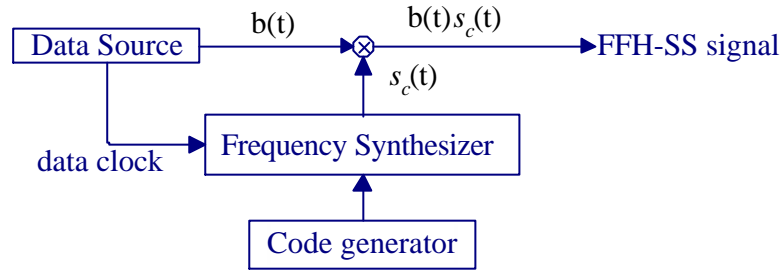 Data Source
b(t)
b(t)s_c(t)
FFH-SS signal
s_c(t)
data clock
Frequency Synthesizer
Code generator